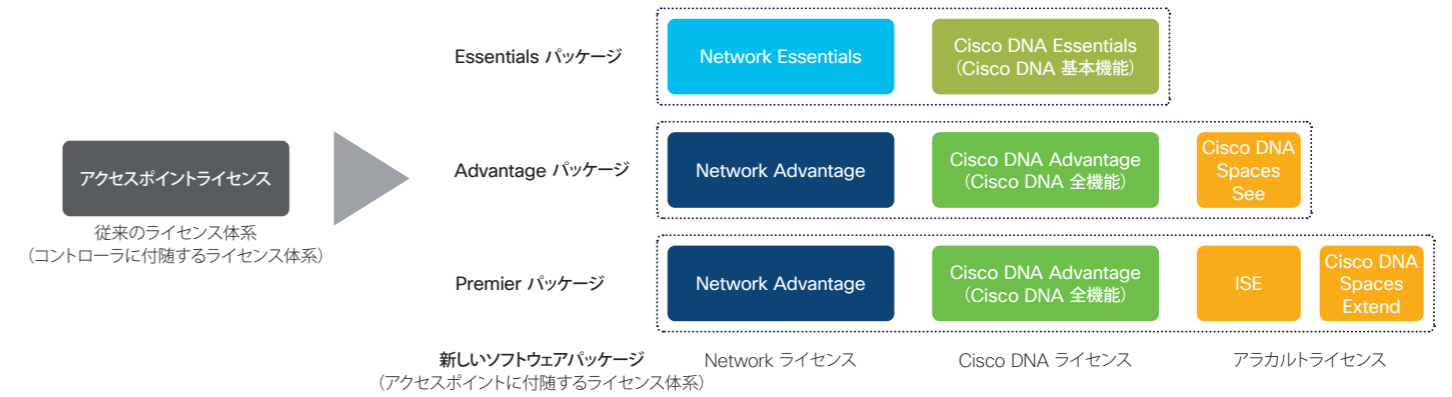 Essentials パッケージ
Network Essentials
Cisco DNA Essentials
（Cisco DNA 基本機能）
アクセスポイントライセンス
従来のライセンス体系
（コントローラに付随するライセンス体系）
Advantage パッケージ
Network Advantage
Cisco DNA Advantage
（Cisco DNA 全機能）
Cisco DNA
Spaces
See
Premier パッケージ
Network Advantage
Cisco DNA Advantage
（Cisco DNA 全機能）
ISE
Cisco DNA
Spaces
Extend
新しいソフトウェアパッケージ
（アクセスポイントに付随するライセンス体系）
Network ライセンス
Cisco DNA ライセンス
アラカルトライセンス